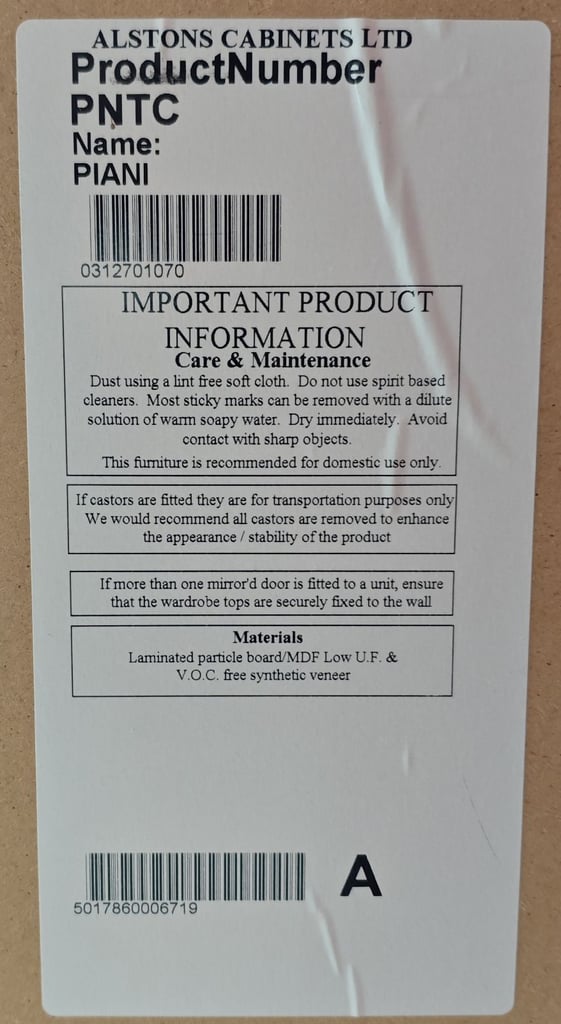 ALSTONS CABINETS LTD
ProductNumber
PNTC
Name:
PIANI
0312701070
IMPORTANT PRODUCT
INFORMATION
Care & Maintenance
Dust using a lint free soft cloth. Do not use spirit based
cleaners. Most sticky marks can be removed with a dilute
solution of warm soapy water. Dry immediately. Avoid
contact with sharp objects.
This furniture is recommended for domestic use only.
If castors are fitted they are for transportation purposes only
We would recommend all castors are removed to enhance
the appearance / stability of the product
If more than one mirror'd door is fitted to a unit, ensure
that the wardrobe tops are securely fixed to the wall
Materials
Laminated particle board/MDF Low U.F. &
V.O.C. free synthetic veneer
A
5017860006719